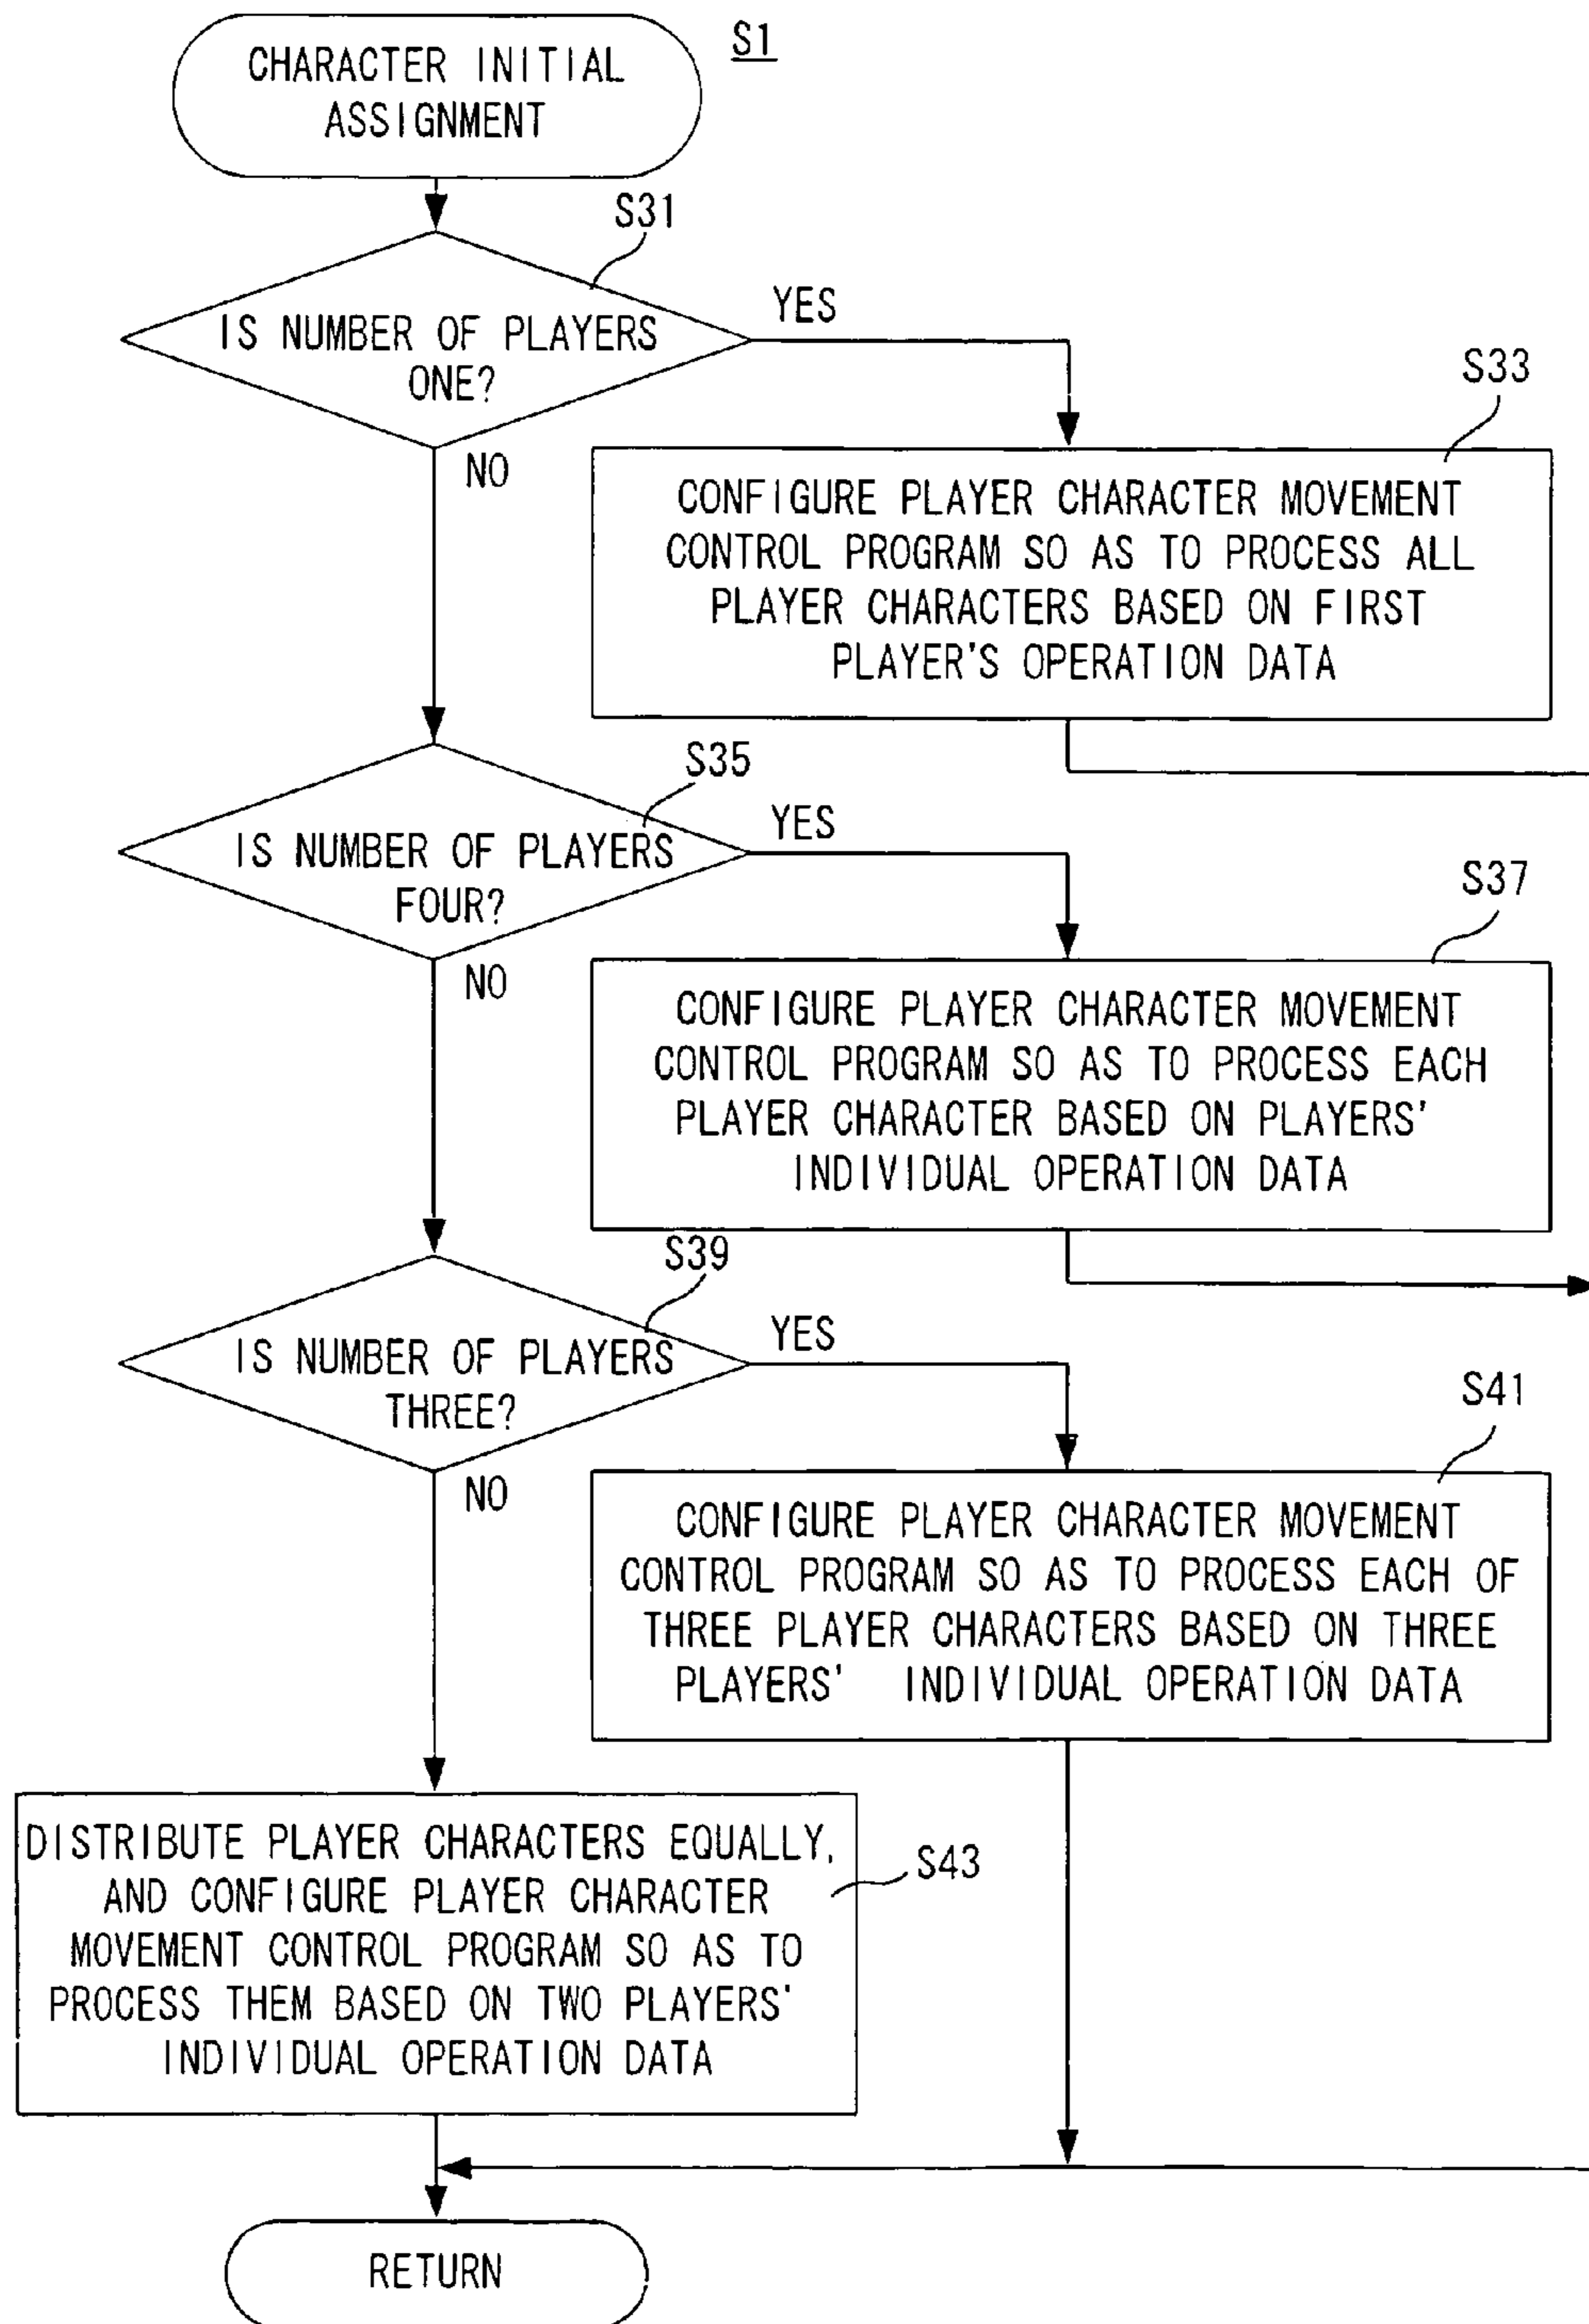 CHARACTER INITIAL
ASSIGNMENT
S1
S31
IS NUMBER OF PLAYERS
ONE?
YES
NO
S33
CONFIGURE PLAYER CHARACTER MOVEMENT
CONTROL PROGRAM SO AS TO PROCESS ALL
PLAYER CHARACTERS BASED ON FIRST
PLAYER'S OPERATION DATA
S35
IS NUMBER OF PLAYERS
FOUR?
YES
NO
S37
CONFIGURE PLAYER CHARACTER MOVEMENT
CONTROL PROGRAM SO AS TO PROCESS EACH
PLAYER CHARACTER BASED ON PLAYERS'
INDIVIDUAL OPERATION DATA
S39
IS NUMBER OF PLAYERS
THREE?
YES
NO
S41
CONFIGURE PLAYER CHARACTER MOVEMENT
CONTROL PROGRAM SO AS TO PROCESS EACH OF
THREE PLAYER CHARACTERS BASED ON THREE
PLAYERS' INDIVIDUAL OPERATION DATA
DISTRIBUTE PLAYER CHARACTERS EQUALLY,
AND CONFIGURE PLAYER CHARACTER
MOVEMENT CONTROL PROGRAM SO AS TO
PROCESS THEM BASED ON TWO PLAYERS'
INDIVIDUAL OPERATION DATA
S43
RETURN